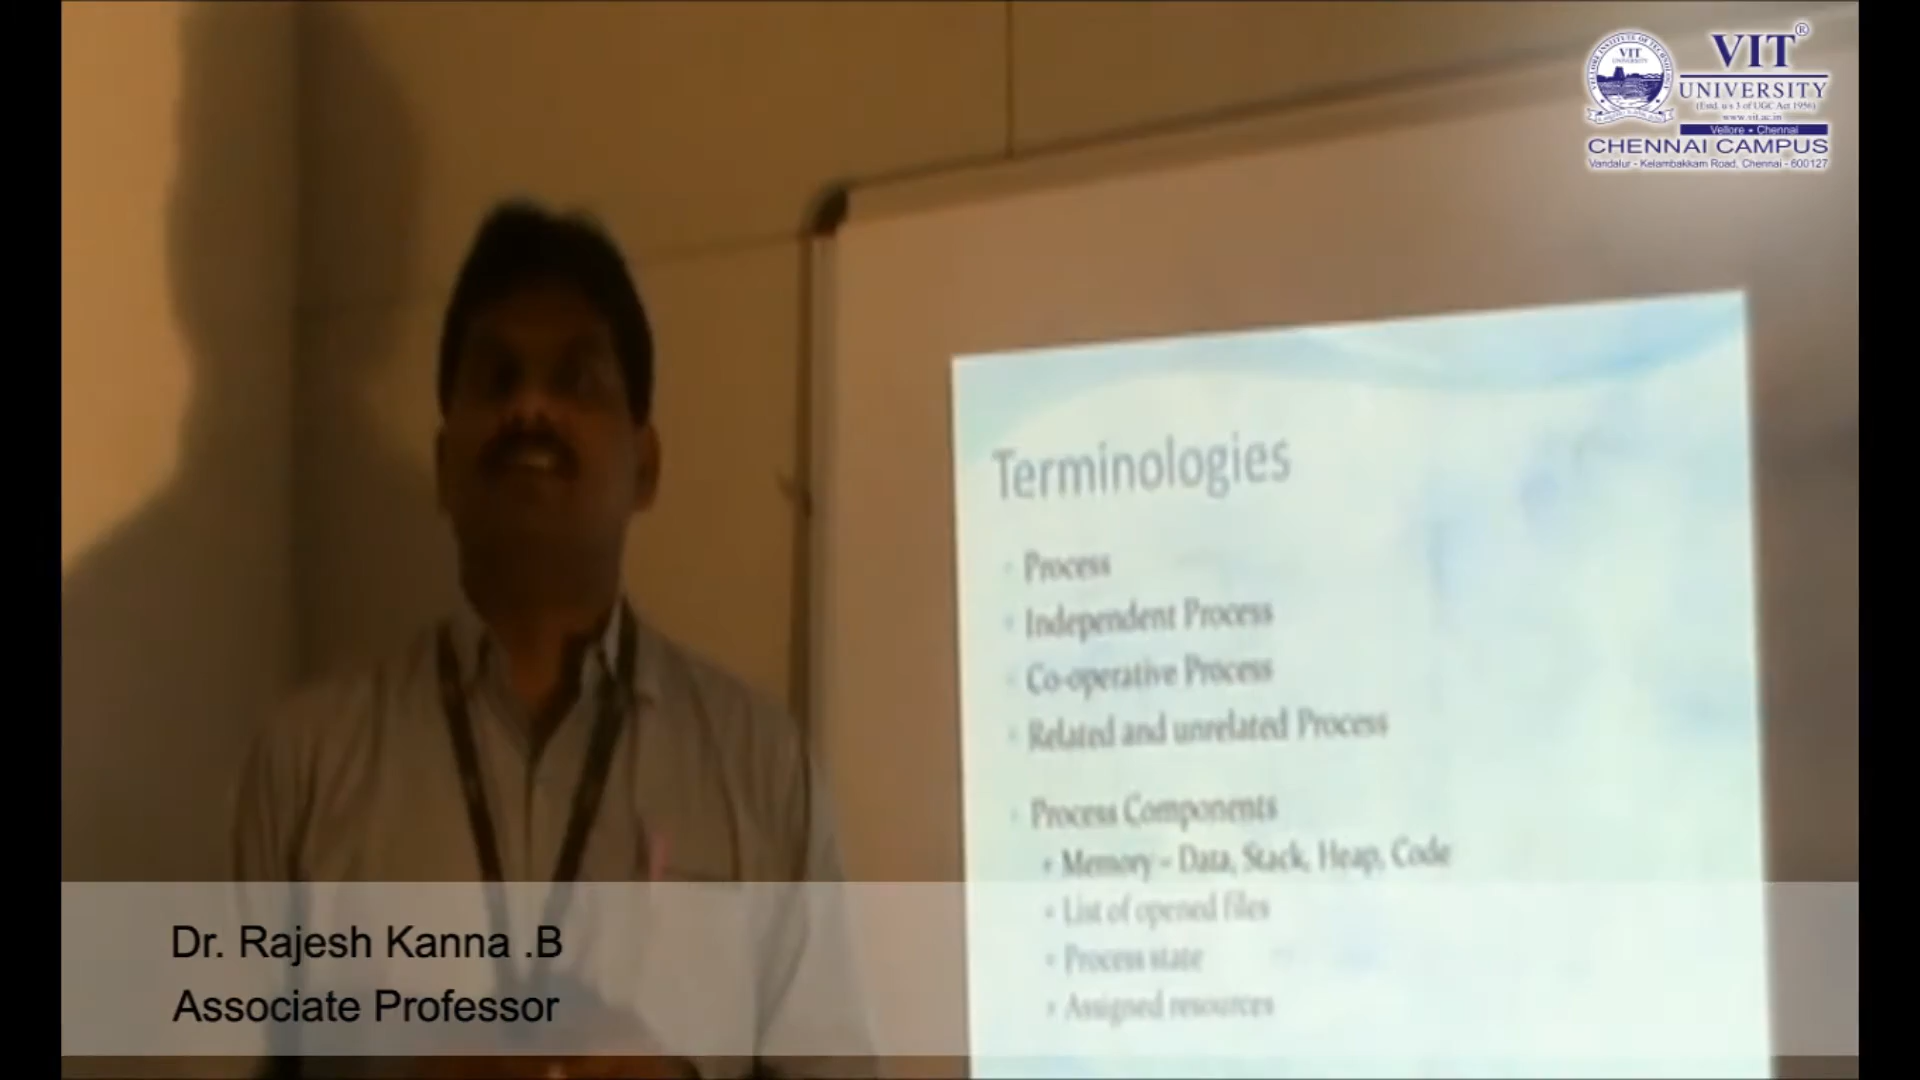 VIT®
UNIVERSITY
(Estd. u/s 3 of UGC Act 1956)
www.vit.ac.in
Vellore • Chennai
CHENNAI CAMPUS
Vandalur - Kelambakkam Road, Chennai - 600127
VIT
UNIVERSITY
Terminologies
Process
Independent Process
Co-operative Process
Related and unrelated Process
Process Components
Memory – Data, Stack, Heap, Code
List of opened files
Process state
Assigned resources
Dr. Rajesh Kanna .B
Associate Professor